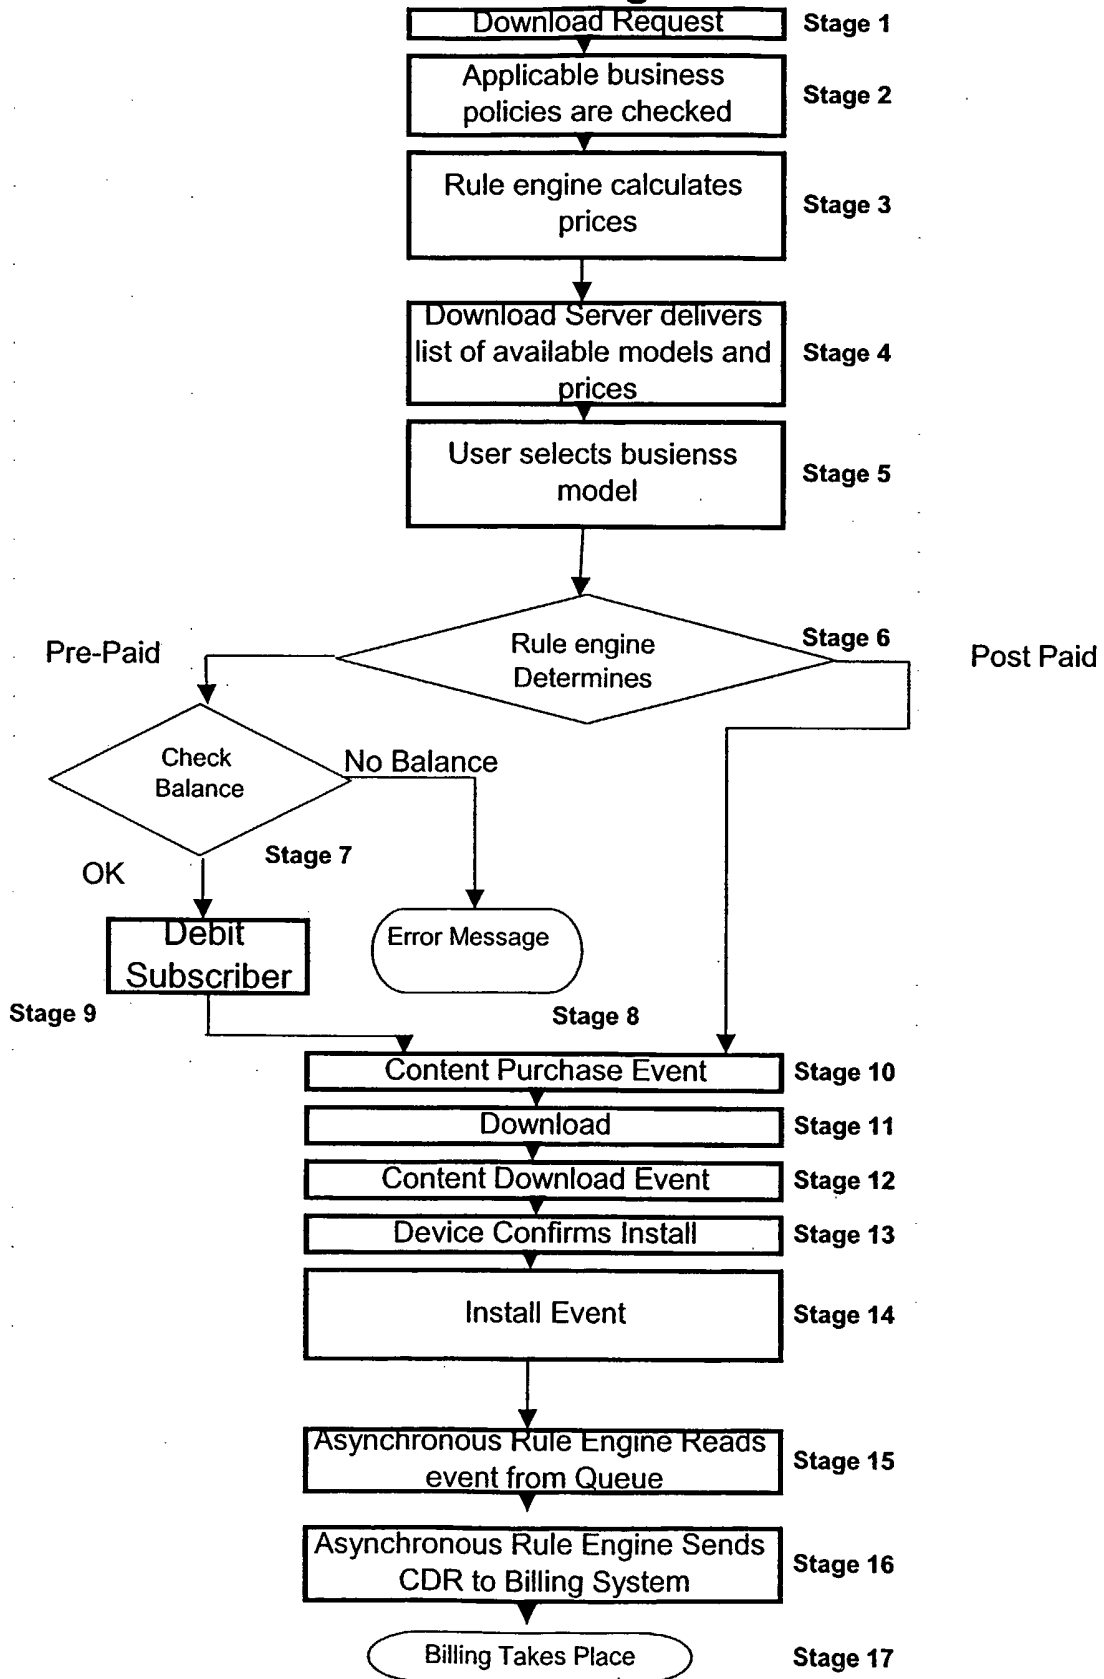 Download Request
Stage 1
Applicable business
policies are checked
Stage 2
Rule engine calculates
prices
Stage 3
Download Server delivers
list of available models and
prices
Stage 4
User selects busienss
model
Stage 5
Rule engine
Determines
Stage 6
Pre-Paid
Post Paid
Check
Balance
No Balance
Stage 7
OK
Debit
Subscriber
Error Message
Stage 9
Stage 8
Content Purchase Event
Stage 10
Download
Stage 11
Content Download Event
Stage 12
Device Confirms Install
Stage 13
Install Event
Stage 14
Asynchronous Rule Engine Reads
event from Queue
Stage 15
Asynchronous Rule Engine Sends
CDR to Billing System
Stage 16
Billing Takes Place
Stage 17